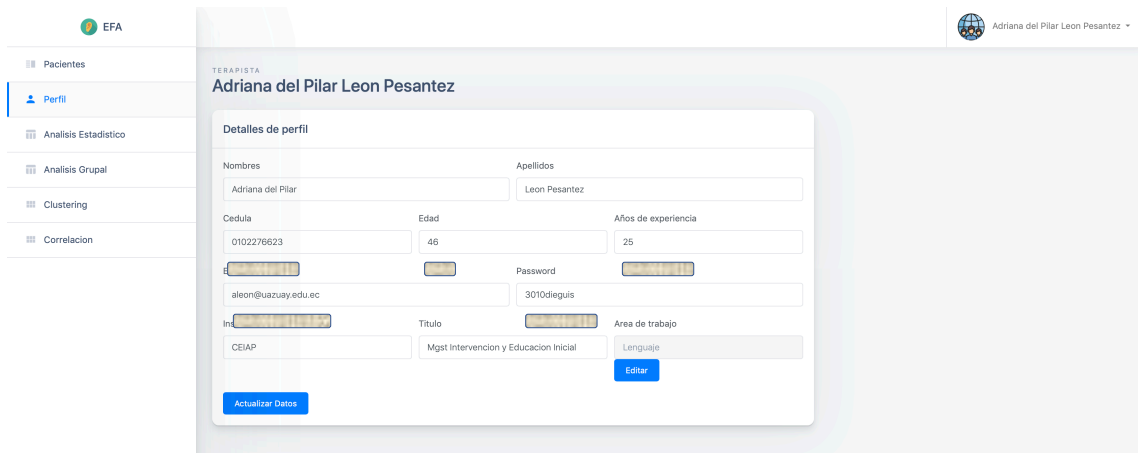 EFA
Adriana del Pilar Leon Pesantez
Pacientes
Perfil
Analisis Estadistico
Analisis Grupal
Clustering
Correlacion
TERAPISTA
Adriana del Pilar Leon Pesantez
Detalles de perfil
Nombres Apellidos
Adriana del Pilar Leon Pesantez
Cedula Edad Años de experiencia
0102276623 46 25
Password
aleon@uazuay.edu.ec 3010dieguis
Titulo Area de trabajo
CEIAP Mgst Intervencion y Educacion Inicial Lenguaje
Editar
Actualizar Datos